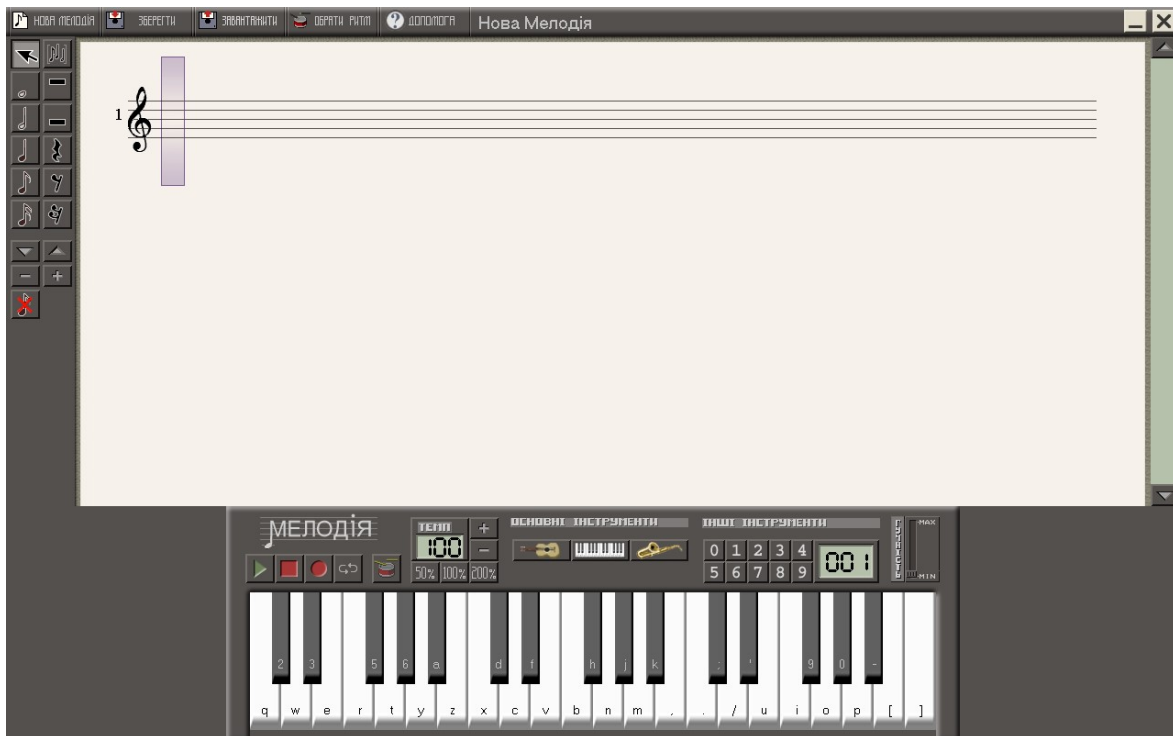 НОВА МЕЛОДІЯ ЗБЕРЕГТИ ЗАВАНТАЖИТИ ОБРАТИ РИТМ ? ДОПОМОГА Нова Мелодія
1
МЕЛОДІЯ
ТЕМП
100
+
-
50% 100% 200%
ОСНОВНІ ІНСТРУМЕНТИ
ІНШІ ІНСТРУМЕНТИ
0 1 2 3 4
5 6 7 8 9
001
ГУЧНІСТЬ
MAX
MIN
2 3 5 6 a d f h j k ; ' 9 0 -
q w e r t y z x c v b n m , . / u i o p [ ]